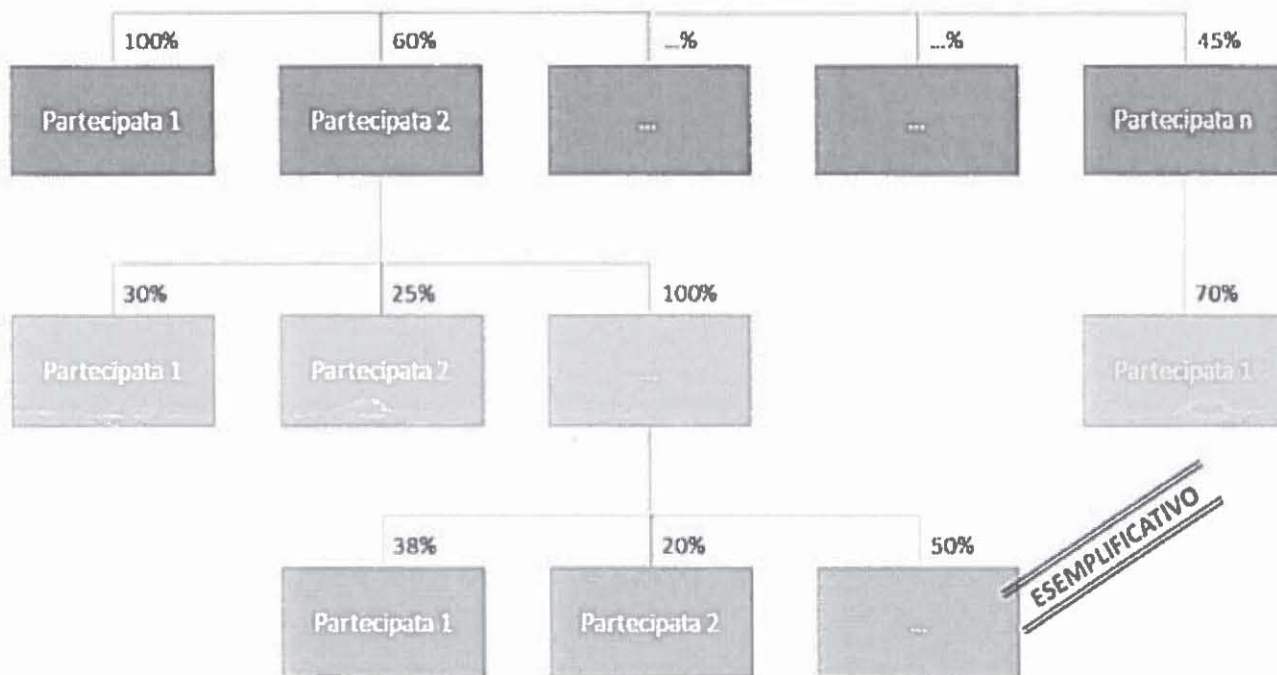 100%
60%
...%
...%
45%
Partecipata 1
Partecipata 2
...
...
Partecipata n
30%
25%
100%
70%
Partecipata 1
Partecipata 2
...
Partecipata 1
38%
20%
50%
Partecipata 1
Partecipata 2
...
ESEMPLIFICATIVO